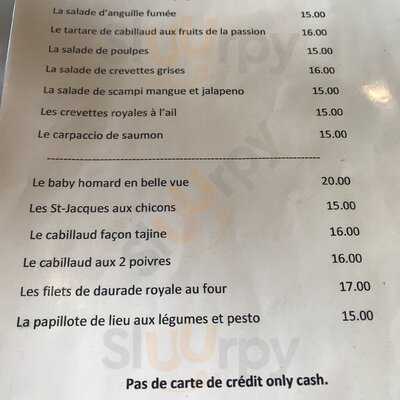 La salade d'anguille fumée 15.00
Le tartare de cabillaud aux fruits de la passion 16.00
La salade de poulpes 15.00
La salade de crevettes grises 16.00
La salade de scampi mangue et jalapeno 15.00
Les crevettes royales à l'ail 15.00
Le carpaccio de saumon 15.00
Le baby homard en belle vue 20.00
Les St-Jacques aux chicons 15.00
Le cabillaud façon tajine 16.00
Le cabillaud aux 2 poivres 16.00
Les filets de daurade royale au four 17.00
La papillote de lieu aux légumes et pesto 15.00
Pas de carte de crédit only cash.
Sluurpy
Sluurpy
Sluurpy